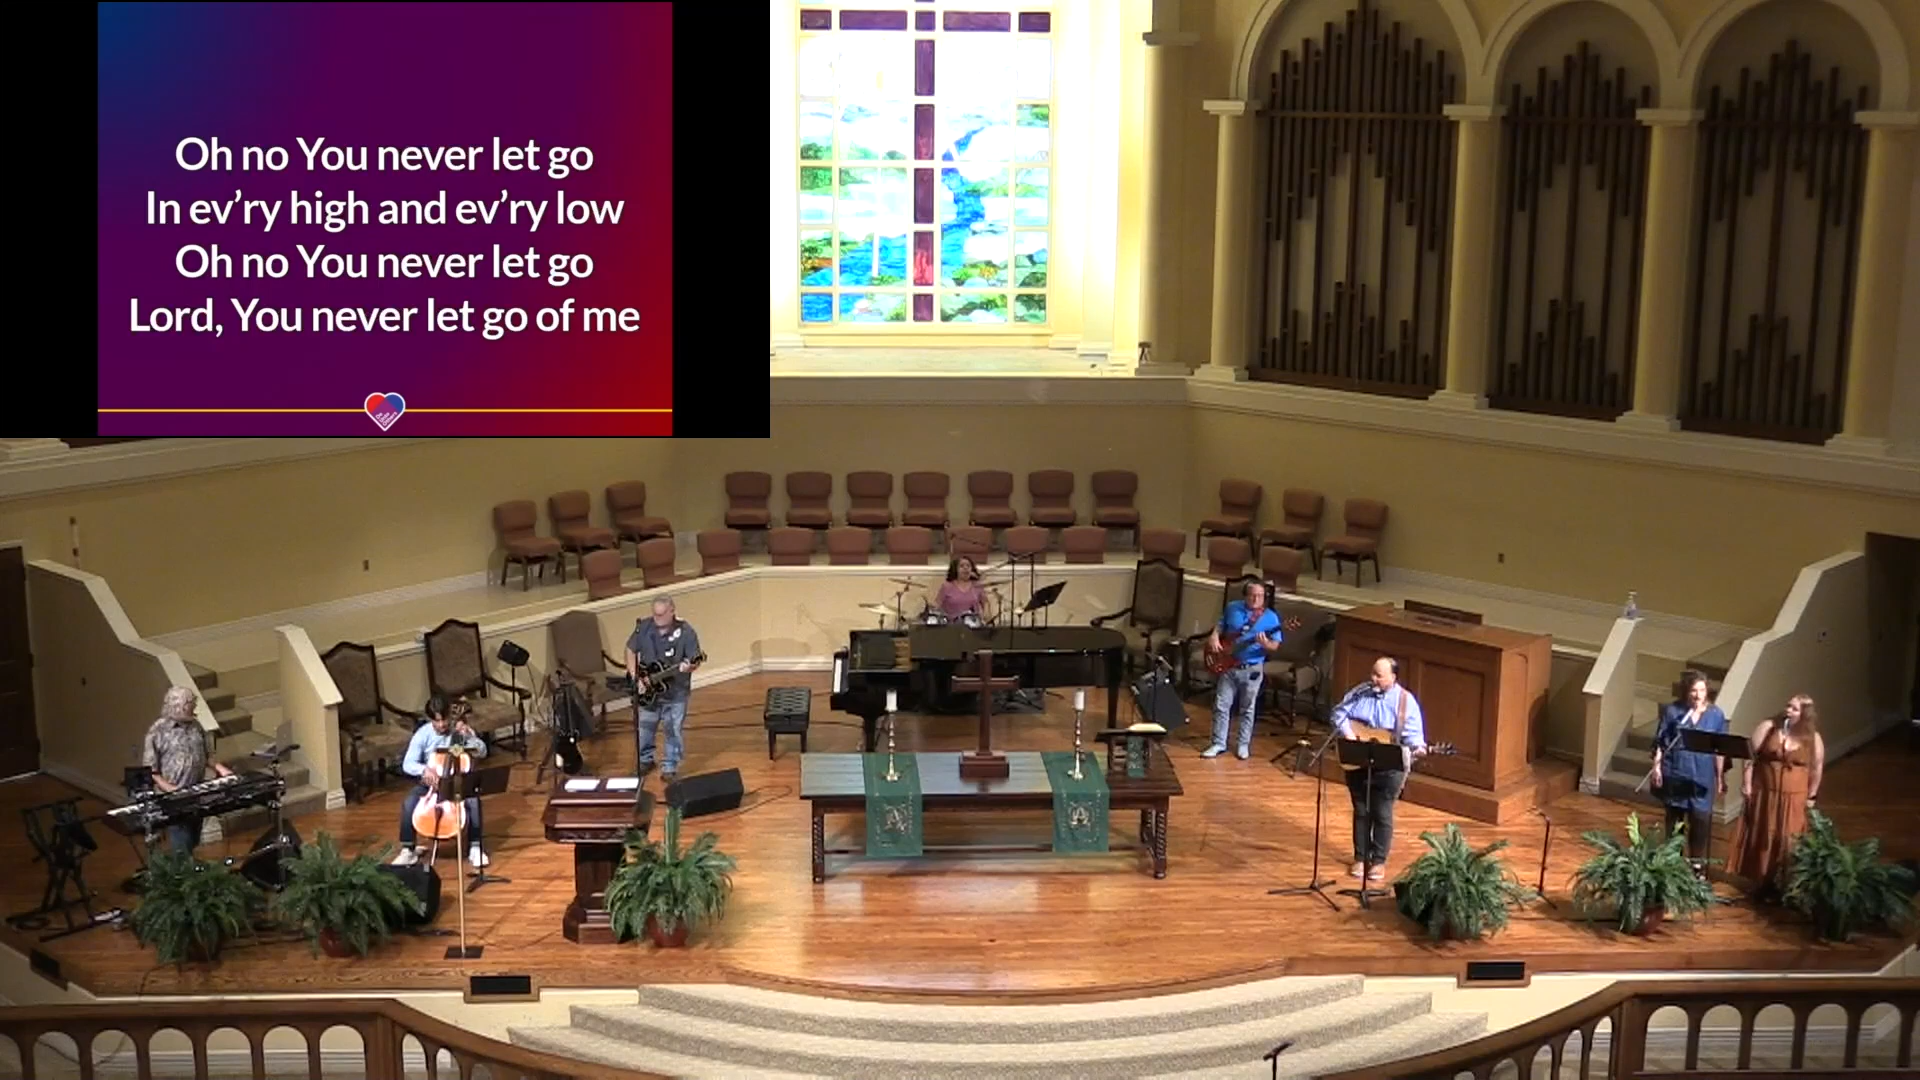 Oh no You never let go
In ev’ry high and ev’ry low
Oh no You never let go
Lord, You never let go of me